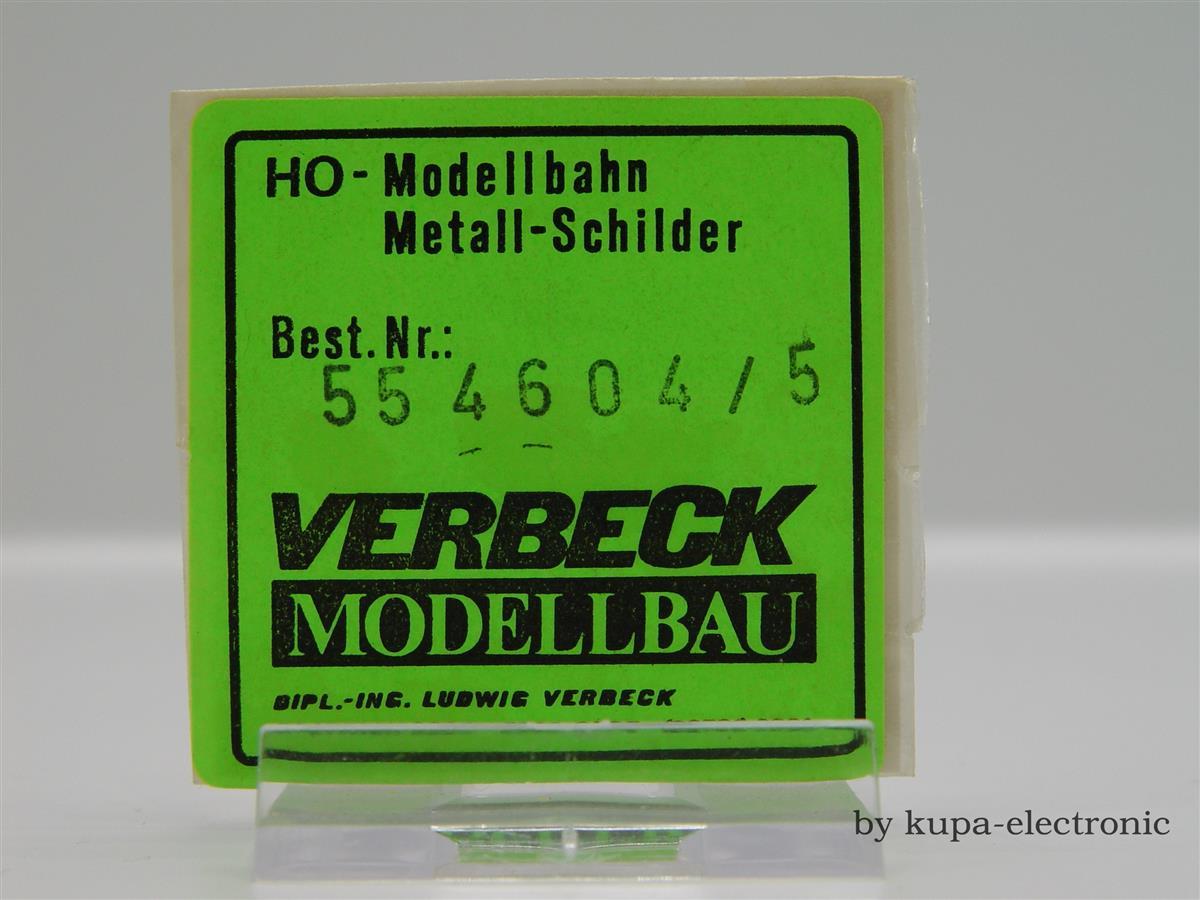 HO - Modellbahn
Metall-Schilder
Best. Nr.:
554604/5
VERBECK
MODELLBAU
DIPL.-ING. LUDWIG VERBECK
by kupa-electronic